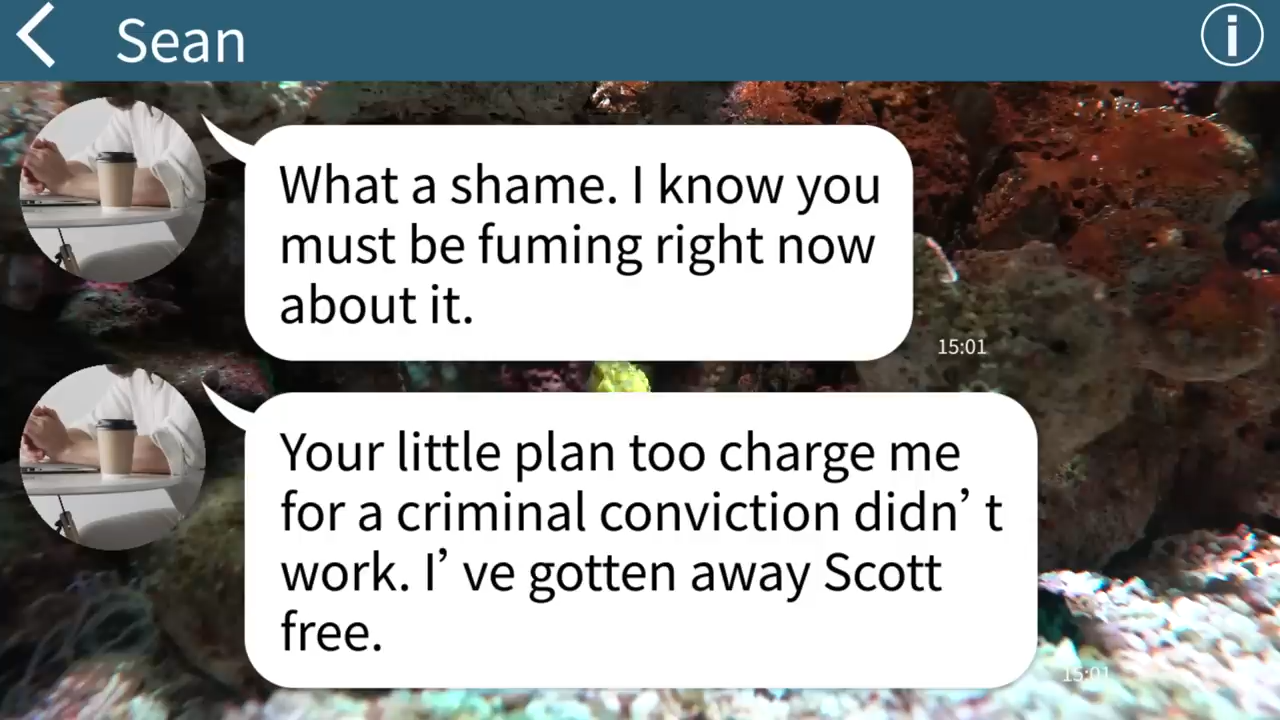 Sean
What a shame. I know you
must be fuming right now
about it.
15:01
Your little plan too charge me
for a criminal conviction didn’t
work. I’ve gotten away Scott
free.
15:01